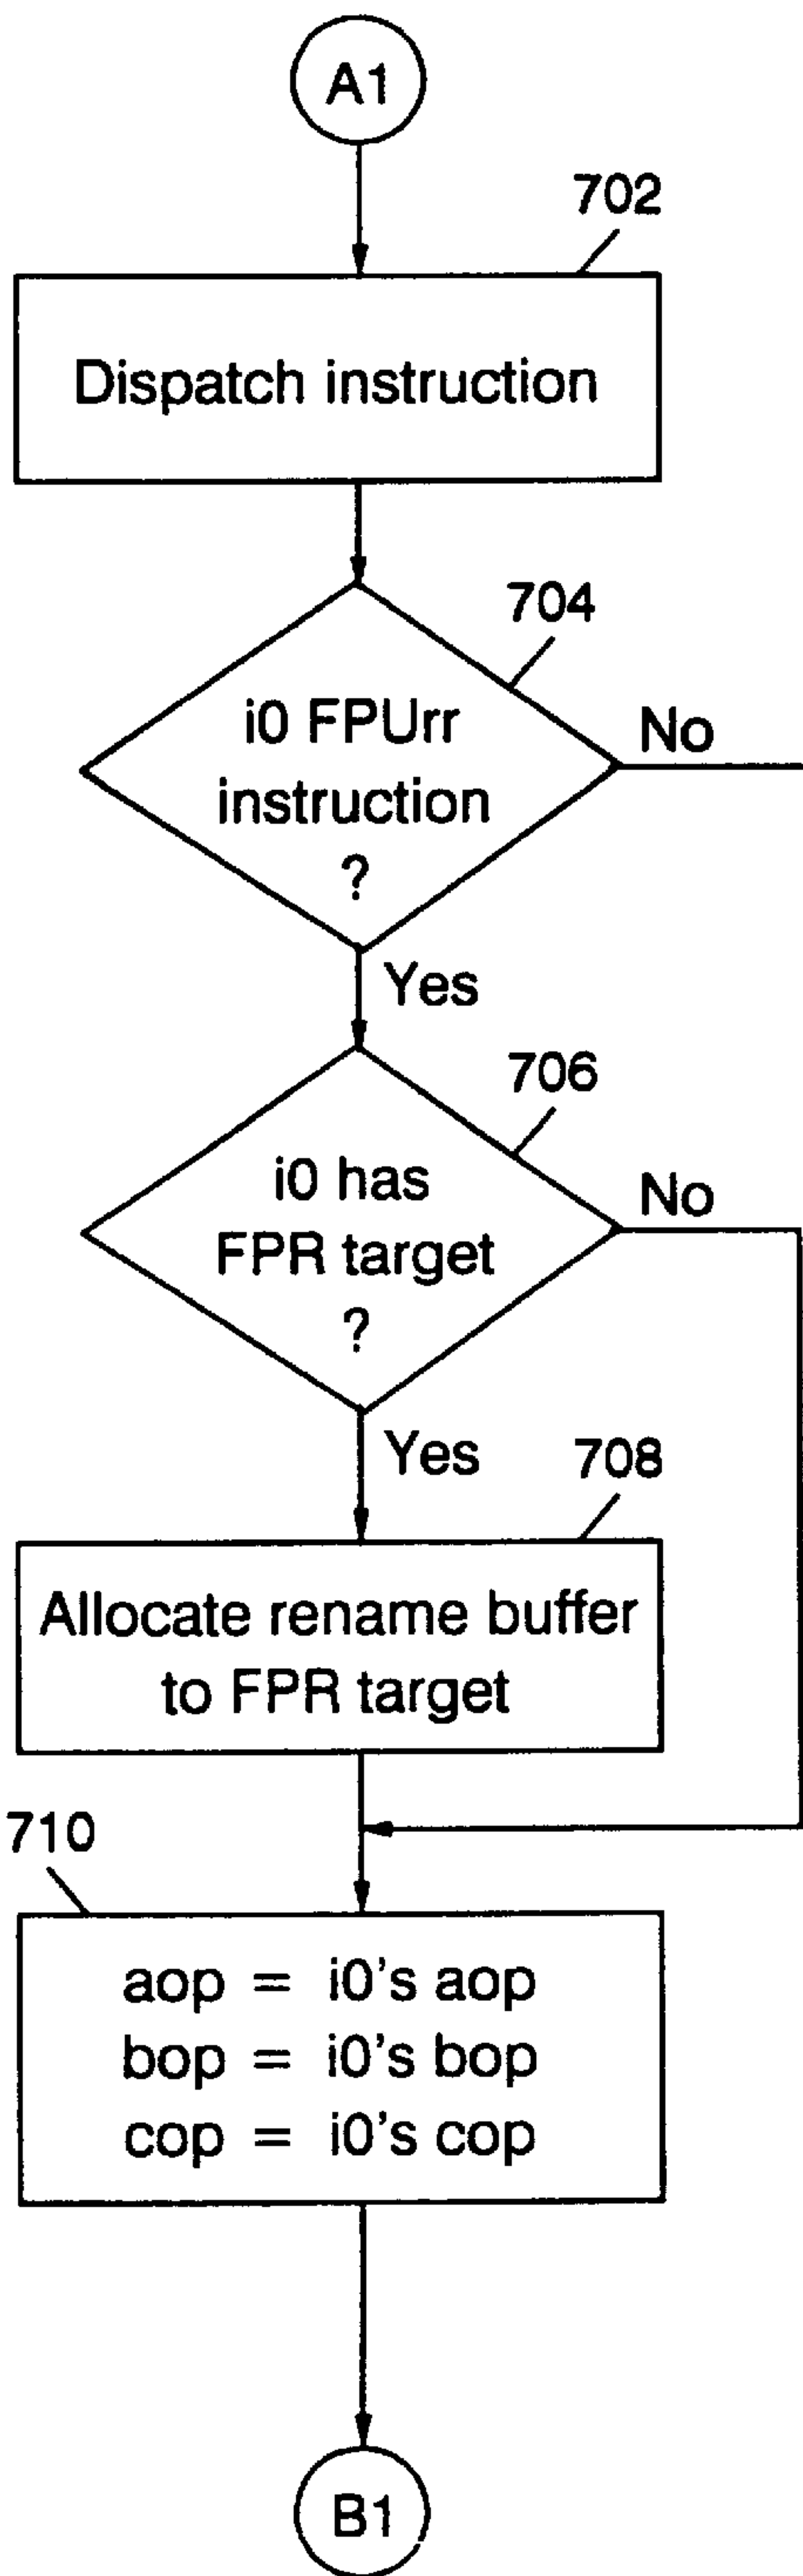 A1
702
Dispatch instruction
704
i0 FPUrr
instruction
?
No
Yes
706
i0 has
FPR target
?
No
Yes
708
Allocate rename buffer
to FPR target
710
aop = i0's aop
bop = i0's bop
cop = i0's cop
B1